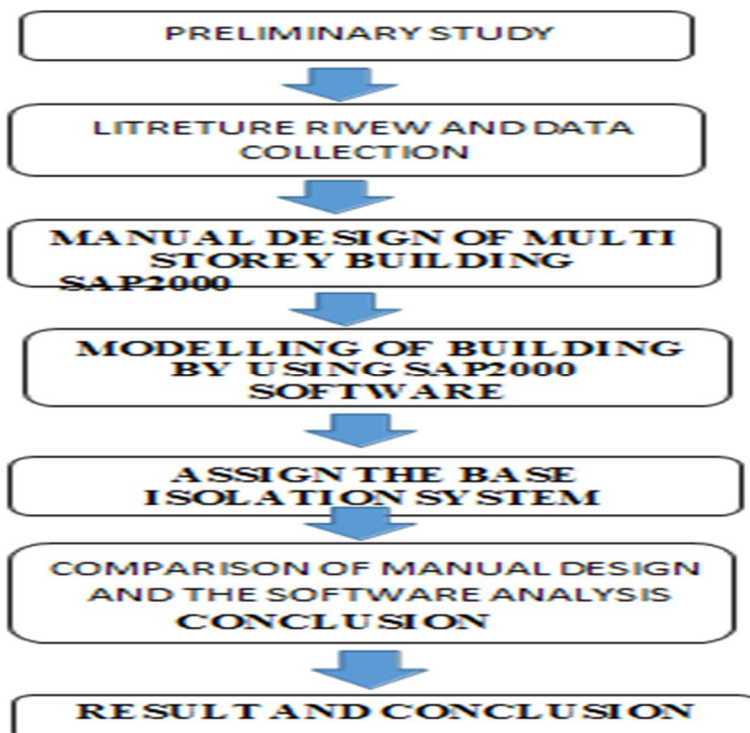 PRELIMINARY STUDY
LITRETURE RIVEW AND DATA
COLLECTION
MANUAL DESIGN OF MULTI
STOREY BUILDING
SAP2000
MODELLING OF BUILDING
BY USING SAP2000
SOFTWARE
ASSIGN THE BASE
ISOLATION SYSTEM
COMPARISON OF MANUAL DESIGN
AND THE SOFTWARE ANALYSIS
CONCLUSION
RESULT AND CONCLUSION